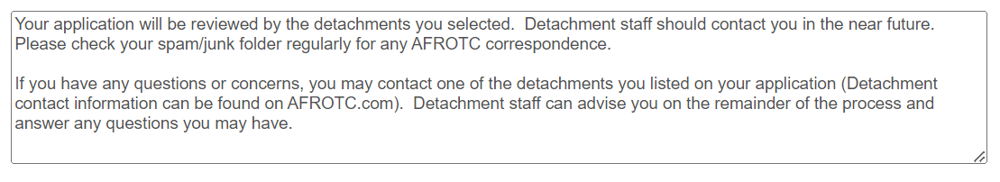 Your application will be reviewed by the detachments you selected.  Detachment staff should contact you in the near future.
Please check your spam/junk folder regularly for any AFROTC correspondence.

If you have any questions or concerns, you may contact one of the detachments you listed on your application (Detachment
contact information can be found on AFROTC.com).  Detachment staff can advise you on the remainder of the process and
answer any questions you may have.